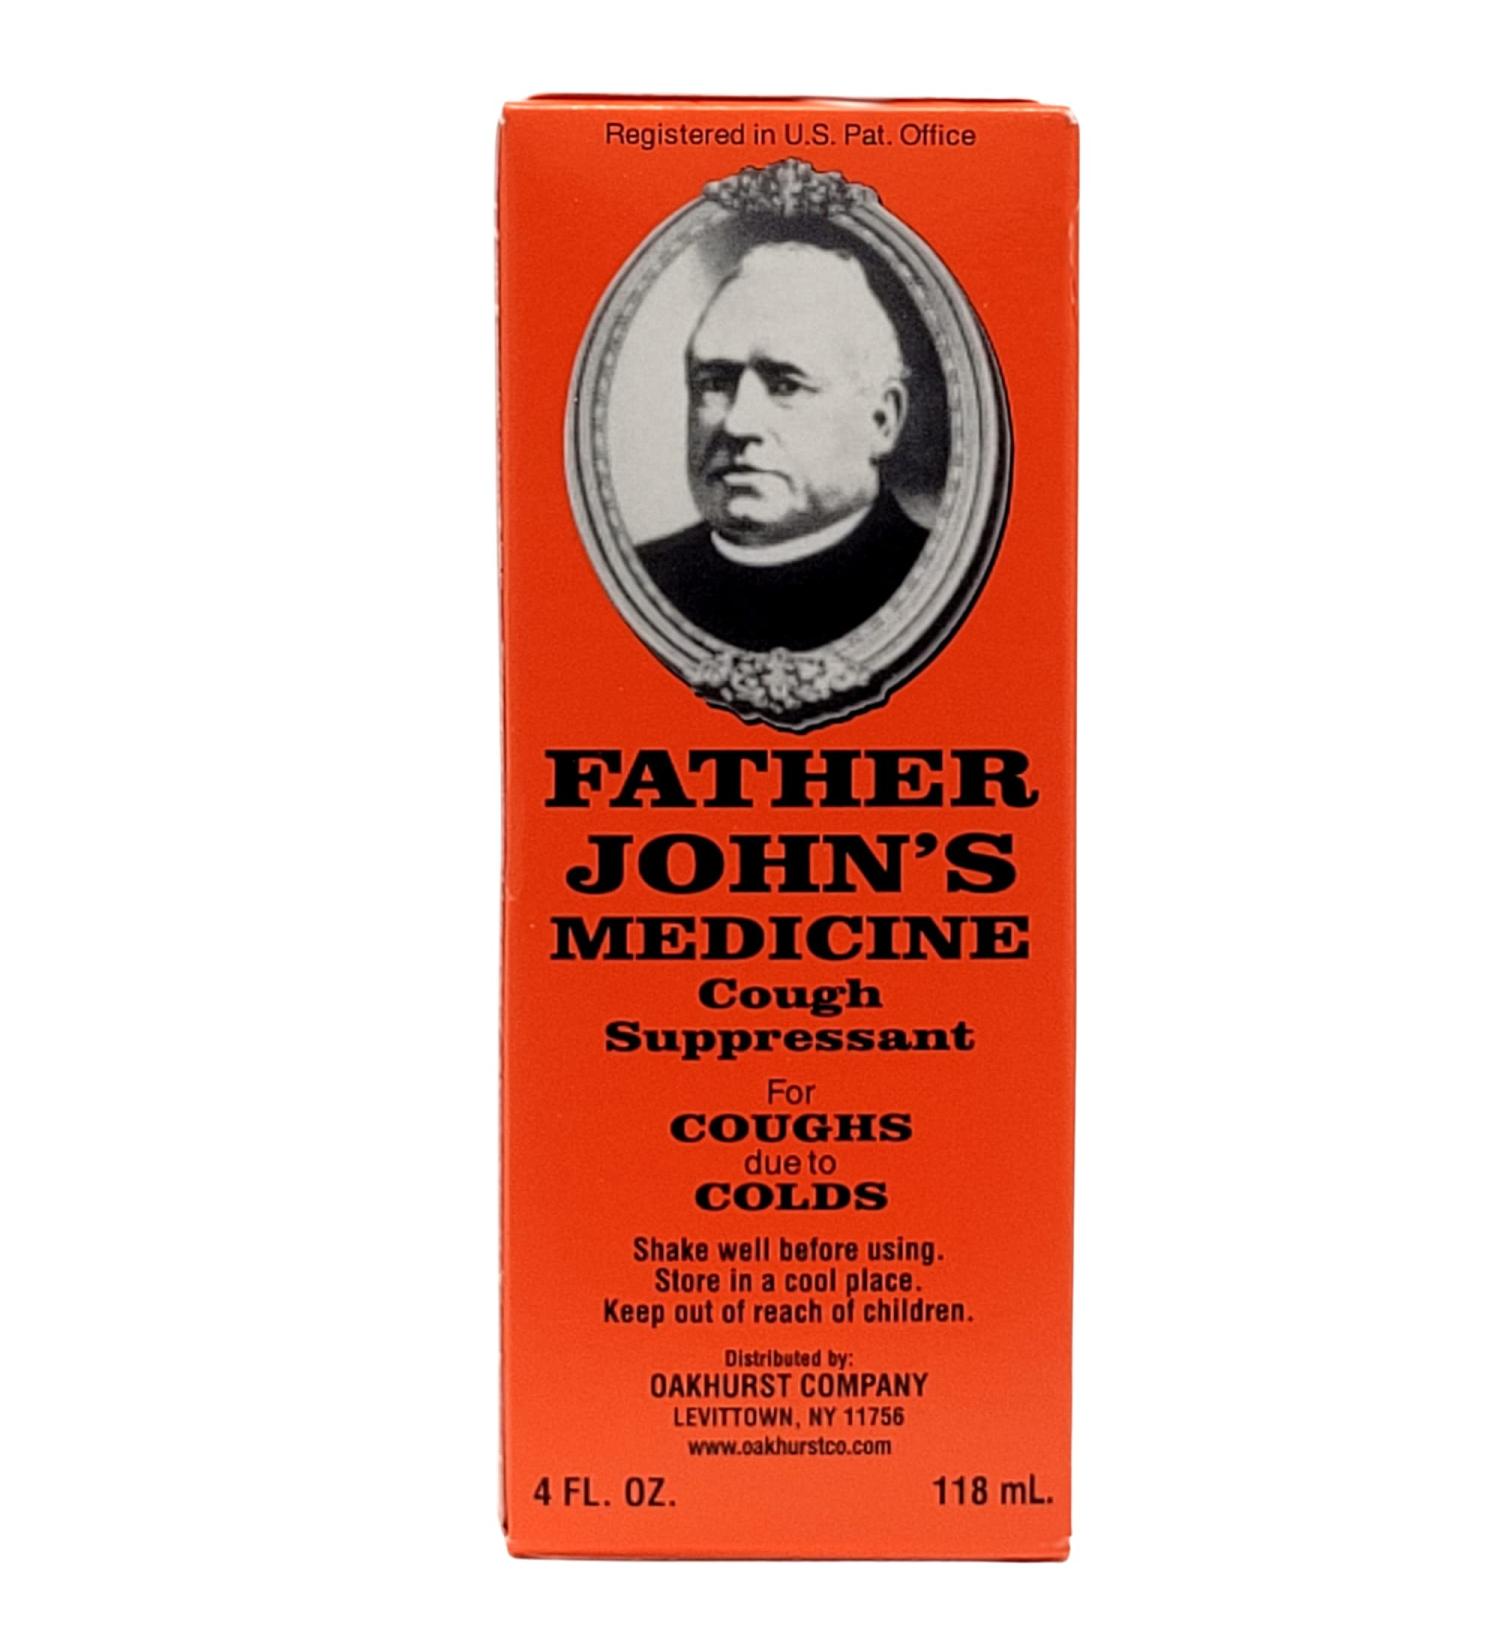 Registered in U.S. Pat. Office
FATHER
JOHN'S
MEDICINE
Cough
Suppressant
For
COUGHS
due to
COLDS
Shake well before using.
Store in a cool place.
Keep out of reach of children.
Distributed by:
OAKHURST COMPANY
LEVITTOWN, NY 11756
www.oakhurstco.com
4 FL. OZ. 118 mL.